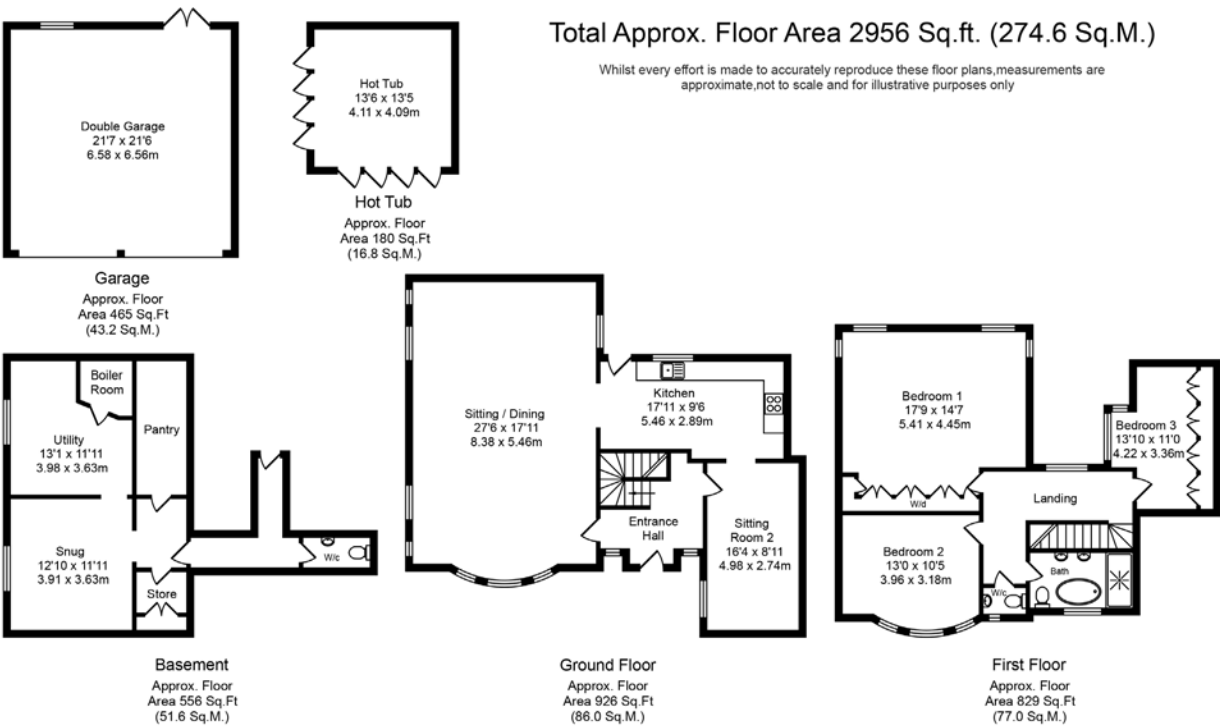 Total Approx. Floor Area 2956 Sq.ft. (274.6 Sq.M.)
Whilst every effort is made to accurately reproduce these floor plans,measurements are
approximate,not to scale and for illustrative purposes only
Double Garage
21'7 x 21'6
6.58 x 6.56m
Garage
Approx. Floor
Area 465 Sq.Ft
(43.2 Sq.M.)
Hot Tub
13'6 x 13'5
4.11 x 4.09m
Hot Tub
Approx. Floor
Area 180 Sq.Ft
(16.8 Sq.M.)
Boiler
Room
Pantry
Utility
13'1 x 11'11
3.98 x 3.63m
Snug
12'10 x 11'11
3.91 x 3.63m
Store
W/c
Basement
Approx. Floor
Area 556 Sq.Ft
(51.6 Sq.M.)
Sitting / Dining
27'6 x 17'11
8.38 x 5.46m
Kitchen
17'11 x 9'6
5.46 x 2.89m
Entrance
Hall
Sitting
Room 2
16'4 x 8'11
4.98 x 2.74m
Ground Floor
Approx. Floor
Area 926 Sq.Ft
(86.0 Sq.M.)
Bedroom 1
17'9 x 14'7
5.41 x 4.45m
Bedroom 3
13'10 x 11'0
4.22 x 3.36m
W/d
Landing
Bedroom 2
13'0 x 10'5
3.96 x 3.18m
Bath
W/c
First Floor
Approx. Floor
Area 829 Sq.Ft
(77.0 Sq.M.)